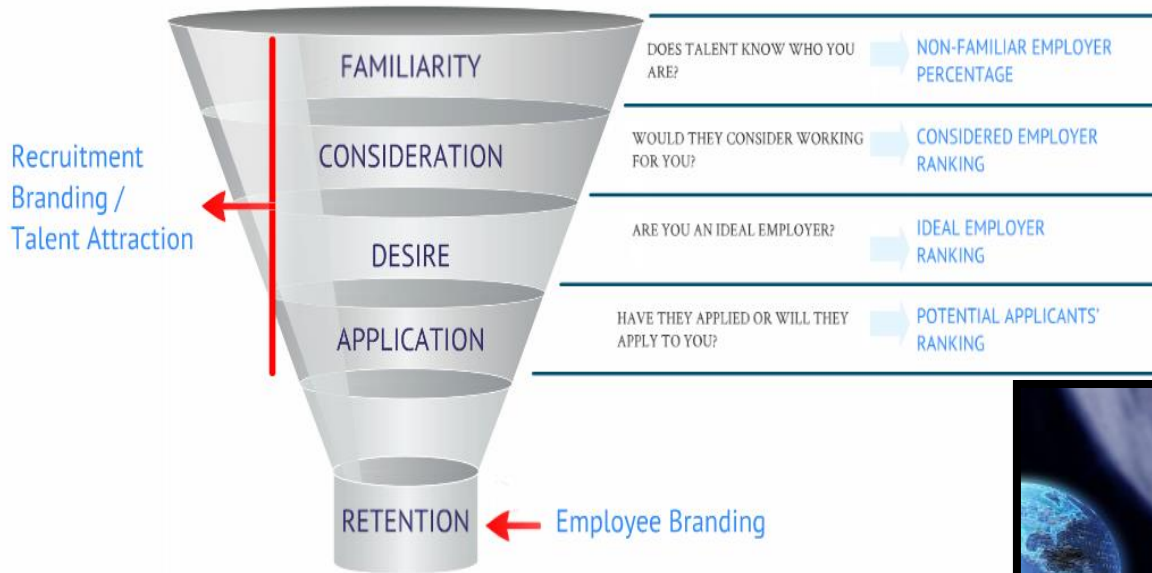 FAMILIARITY
DOES TALENT KNOW WHO YOU
ARE?
NON-FAMILIAR EMPLOYER
PERCENTAGE
CONSIDERATION
WOULD THEY CONSIDER WORKING
FOR YOU?
CONSIDERED EMPLOYER
RANKING
Recruitment
Branding /
Talent Attraction
DESIRE
ARE YOU AN IDEAL EMPLOYER?
IDEAL EMPLOYER
RANKING
APPLICATION
HAVE THEY APPLIED OR WILL THEY
APPLY TO YOU?
POTENTIAL APPLICANTS'
RANKING
RETENTION
Employee Branding